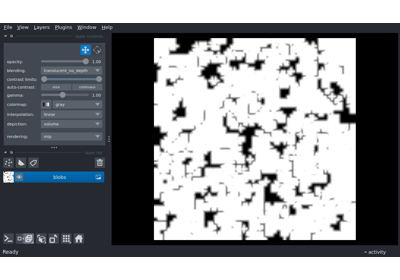 File View Layers Plugins Window Help
opacity: 1.00
blending: translucent_no_depth
contrast limits:
auto-contrast: once continuous
gamma: 1.00
colormap: gray
interpolation: linear
depiction: volume
rendering: mip
blobs
Ready
activity